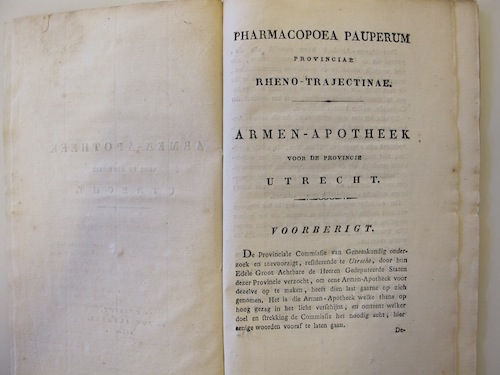 PHARMACOPOEA PAUPERUM
PROVINCIAE
RHENO-TRAJECTINAE.
ARMEN-APOTHEEK
VOOR DE PROVINCIE
UTRECHT.
VOORBERIGT.
De Provinciale Commissie van Geneeskundig onder-
zoek en toevoorzigt, resideerende te Utrecht, door hun
Edele Groot Achtbare de Heeren Gedeputeerde Staten
dezer Provincie verzocht, om eene Armen-Apotheek voor
dezelve op te maken, heeft dien last gaarne op zich
genomen. Het is die Armen-Apotheek welke thans op
hoog gezag in het licht verschijnt, en omtrent welker
doel en strekking de Commissie het noodig acht, hier
eenige woorden vooraf te laten gaan.
De-